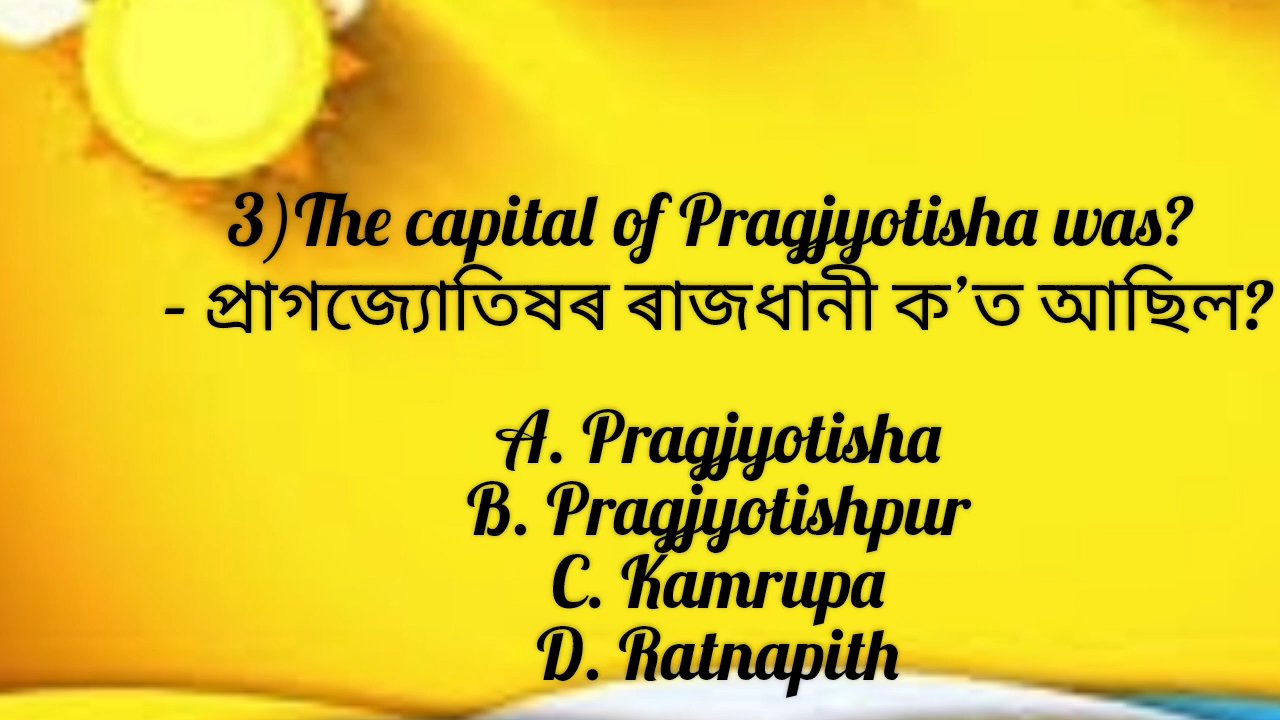 3)The capital of Pragjyotisha was?
- প্ৰাগজ্যোতিষৰ ৰাজধানী ক’ত আছিল?
A. Pragjyotisha
B. Pragjyotishpur
C. Kamrupa
D. Ratnapith